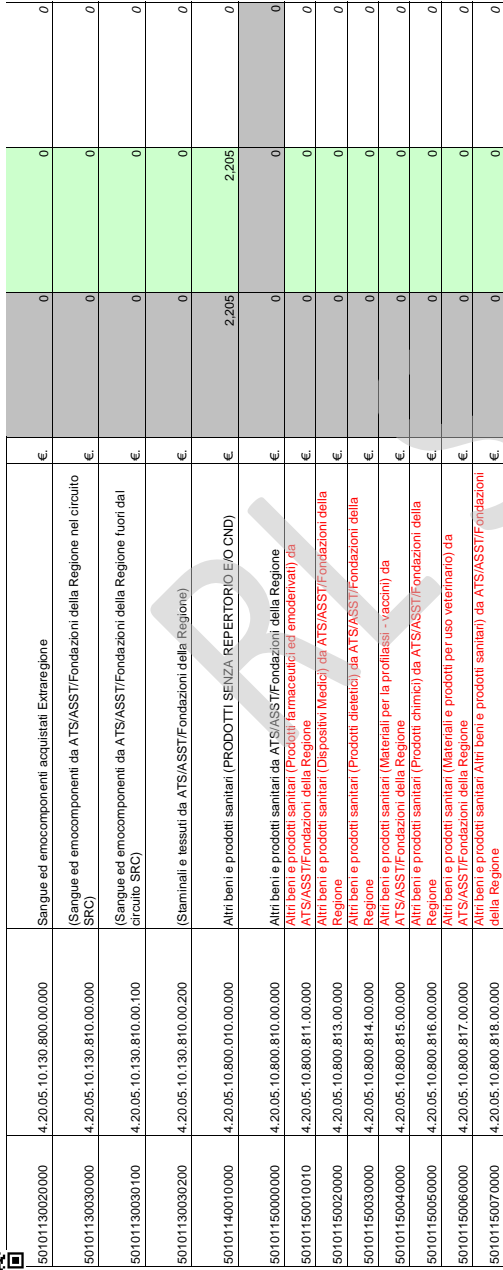 50101130020000 4.20.05.10.130.800.00.000 Sangue ed emocomponenti acquistati Extraregione €. 0 0 0
50101130030000 4.20.05.10.130.810.00.000 (Sangue ed emocomponenti da ATS/ASST/Fondazioni della Regione nel circuito
SRC) €. 0 0 0
50101130030100 4.20.05.10.130.810.00.100 (Sangue ed emocomponenti da ATS/ASST/Fondazioni della Regione fuori dal
circuito SRC) €. 0 0 0
50101130030200 4.20.05.10.130.810.00.200 (Staminali e tessuti da ATS/ASST/Fondazioni della Regione) €. 0 0 0
50101140010000 4.20.05.10.800.010.00.000 Altri beni e prodotti sanitari (PRODOTTI SENZA REPERTORIO E/O CND) €. 2,205 2,205 0
50101150000000 4.20.05.10.800.810.00.000 Altri beni e prodotti sanitari da ATS/ASST/Fondazioni della Regione €. 0 0 0
50101150010010 4.20.05.10.800.811.00.000 Altri beni e prodotti sanitari (Prodotti farmaceutici ed emoderivati) da
ATS/ASST/Fondazioni della Regione €. 0 0 0
50101150020000 4.20.05.10.800.813.00.000 Altri beni e prodotti sanitari (Dispositivi Medici) da ATS/ASST/Fondazioni della
Regione €. 0 0 0
50101150030000 4.20.05.10.800.814.00.000 Altri beni e prodotti sanitari (Prodotti dietetici) da ATS/ASST/Fondazioni della
Regione €. 0 0 0
50101150040000 4.20.05.10.800.815.00.000 Altri beni e prodotti sanitari (Materiali per la profilassi - vaccini) da
ATS/ASST/Fondazioni della Regione €. 0 0 0
50101150050000 4.20.05.10.800.816.00.000 Altri beni e prodotti sanitari (Prodotti chimici) da ATS/ASST/Fondazioni della
Regione €. 0 0 0
50101150060000 4.20.05.10.800.817.00.000 Altri beni e prodotti sanitari (Materiali e prodotti per uso veterinario) da
ATS/ASST/Fondazioni della Regione €. 0 0 0
50101150070000 4.20.05.10.800.818.00.000 Altri beni e prodotti sanitari Altri beni e prodotti sanitari) da ATS/ASST/Fondazioni
della Regione €. 0 0 0
RL